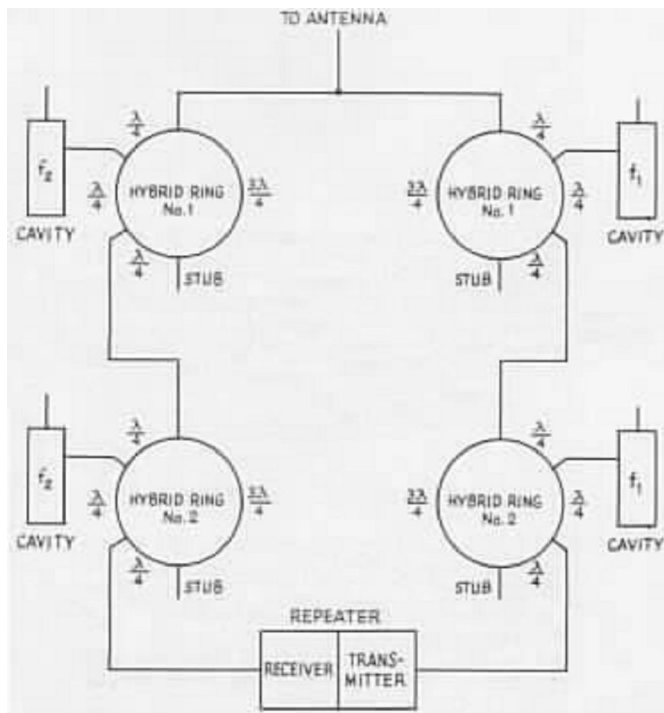 TO ANTENNA
λ/4
λ/4
f2
HYBRID RING
No. 1
λ/4
3λ/4
3λ/4
HYBRID RING
No. 1
λ/4
f1
CAVITY
λ/4
STUB
STUB
λ/4
CAVITY
λ/4
λ/4
f2
HYBRID RING
No. 2
λ/4
3λ/4
3λ/4
HYBRID RING
No. 2
λ/4
f1
CAVITY
λ/4
STUB
STUB
λ/4
CAVITY
REPEATER
RECEIVER
TRANS-
MITTER